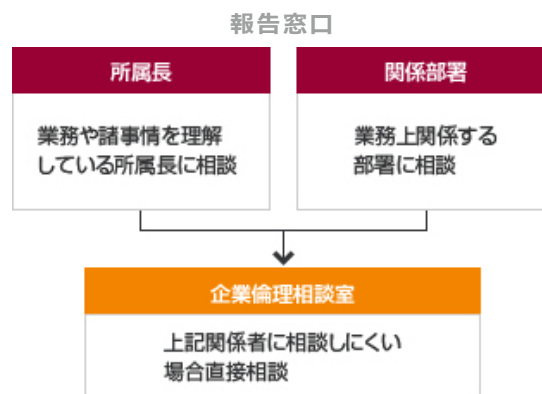 報告窓口
所属長
業務や諸事情を理解
している所属長に相談
関係部署
業務上関係する
部署に相談
企業倫理相談室
上記関係者に相談しにくい
場合直接相談